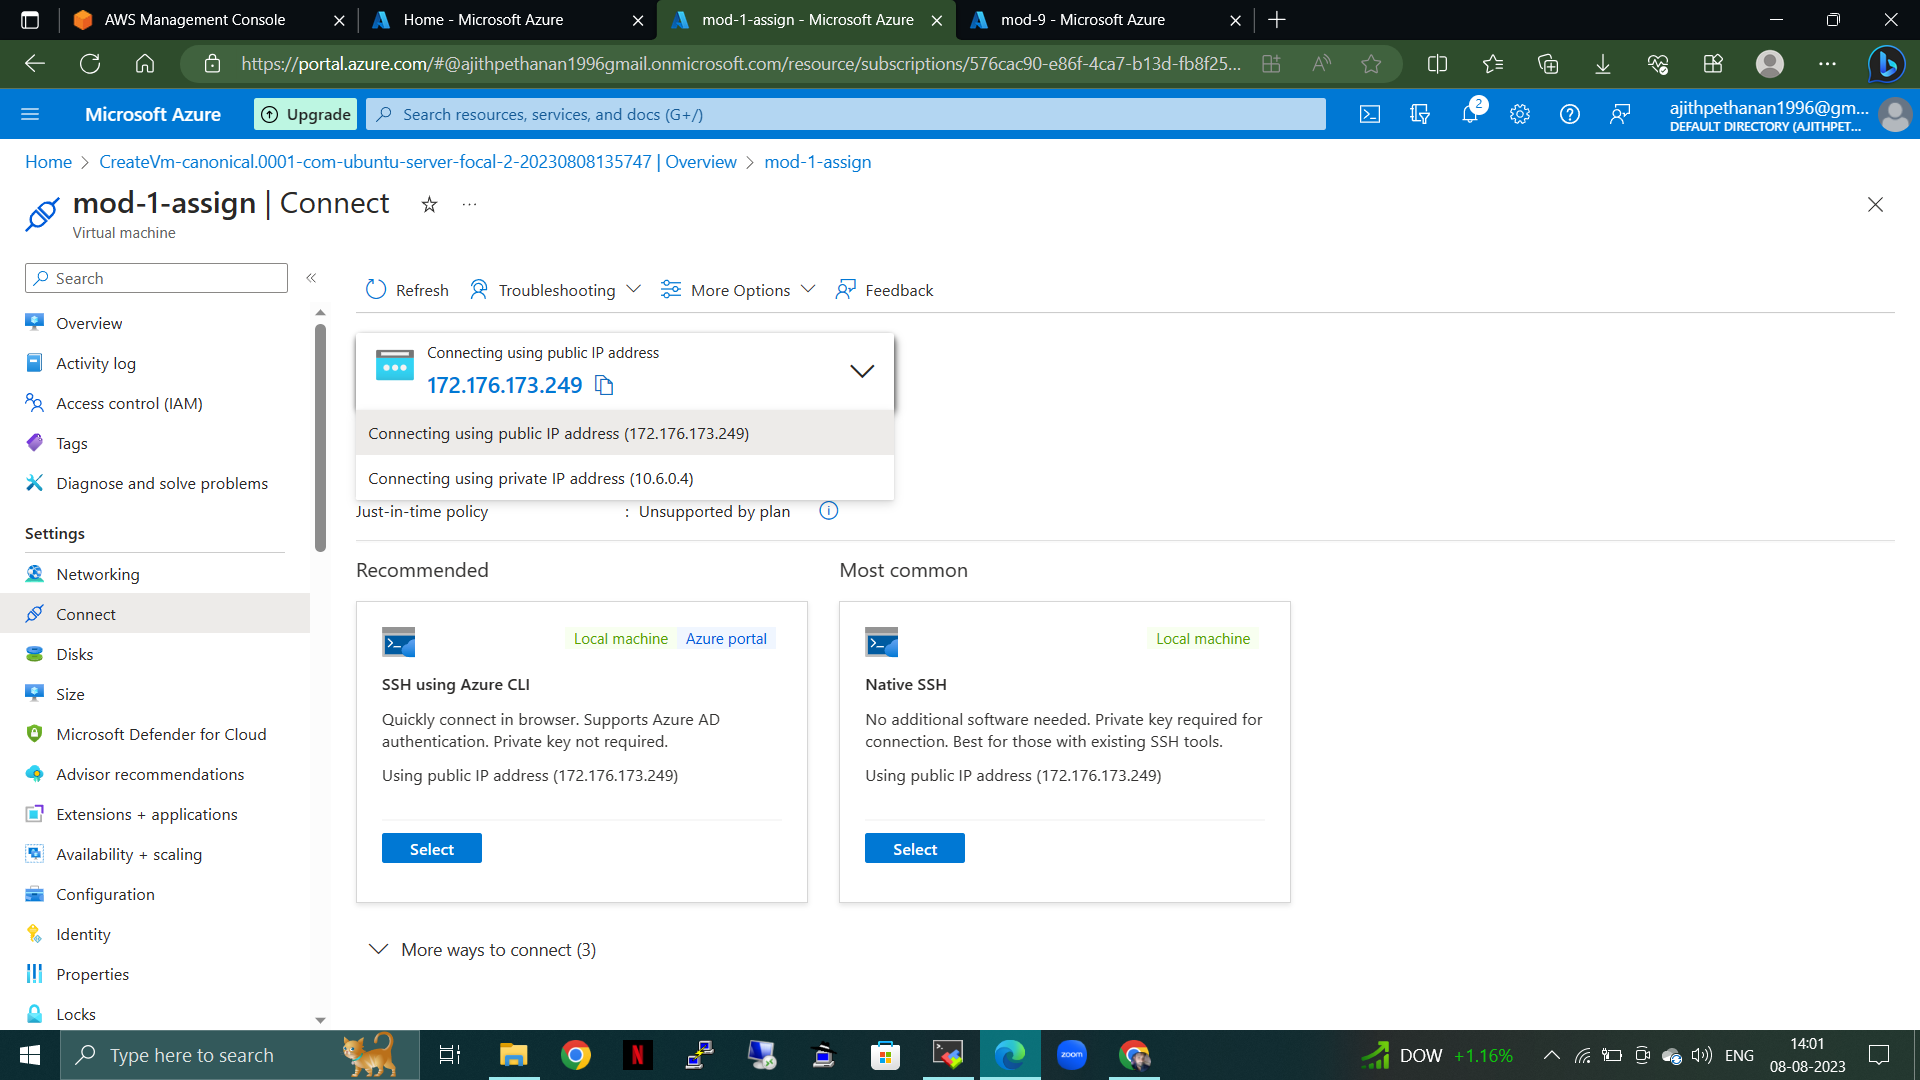 AWS Management Console
Home - Microsoft Azure
mod-1-assign - Microsoft Azure
mod-9 - Microsoft Azure
https://portal.azure.com/#@ajithpethanan1996gmail.onmicrosoft.com/resource/subscriptions/576cac90-e86f-4ca7-b13d-fb8f25...
Microsoft Azure
Upgrade
Search resources, services, and docs (G+/)
2
ajithpethanan1996@gm...
DEFAULT DIRECTORY (AJITHPET...
Home > CreateVm-canonical.0001-com-ubuntu-server-focal-2-20230808135747 | Overview > mod-1-assign
mod-1-assign | Connect
Virtual machine
Search
Refresh
Troubleshooting
More Options
Feedback
Overview
Activity log
Access control (IAM)
Tags
Diagnose and solve problems
Settings
Networking
Connect
Disks
Size
Microsoft Defender for Cloud
Advisor recommendations
Extensions + applications
Availability + scaling
Configuration
Identity
Properties
Locks
Connecting using public IP address
172.176.173.249
Connecting using public IP address (172.176.173.249)
Connecting using private IP address (10.6.0.4)
Just-in-time policy : Unsupported by plan
Recommended
Most common
Local machine Azure portal
SSH using Azure CLI
Quickly connect in browser. Supports Azure AD
authentication. Private key not required.
Using public IP address (172.176.173.249)
Select
Local machine
Native SSH
No additional software needed. Private key required for
connection. Best for those with existing SSH tools.
Using public IP address (172.176.173.249)
Select
More ways to connect (3)
Type here to search
zoom
DOW +1.16%
ENG
14:01
08-08-2023